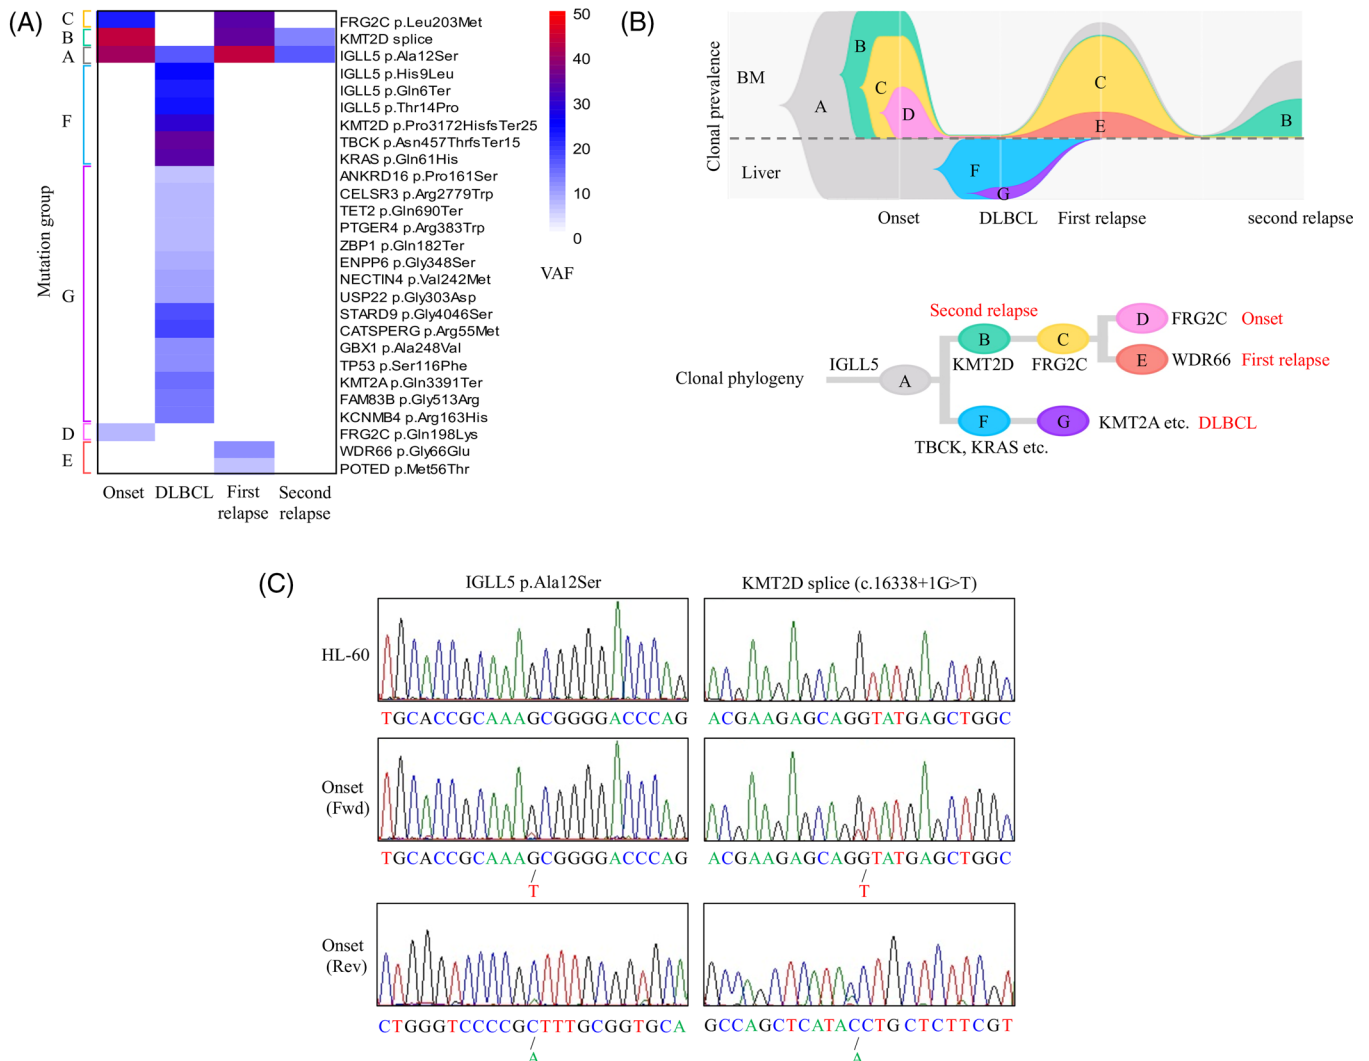 (A)
C
B
A
F
G
D
E
Mutation group
FRG2C p.Leu203Met
KMT2D splice
IGLL5 p.Ala12Ser
IGLL5 p.His9Leu
IGLL5 p.Gln6Ter
IGLL5 p.Thr14Pro
KMT2D p.Pro3172HisfsTer25
TBCK p.Asn457ThrfsTer15
KRAS p.Gln61His
ANKRD16 p.Pro161Ser
CELSR3 p.Arg2779Trp
TET2 p.Gln690Ter
PTGER4 p.Arg383Trp
ZBP1 p.Gln182Ter
ENPP6 p.Gly348Ser
NECTIN4 p.Val242Met
USP22 p.Gly303Asp
STARD9 p.Gly4046Ser
CATSPERG p.Arg55Met
GBX1 p.Ala248Val
TP53 p.Ser116Phe
KMT2A p.Gln3391Ter
FAM83B p.Gly513Arg
KCNMB4 p.Arg163His
FRG2C p.Gln198Lys
WDR66 p.Gly66Glu
POTED p.Met56Thr
Onset DLBCL First relapse Second relapse
50
40
30
20
10
0
VAF
(B)
Clonal prevalence
BM
Liver
A
B
C
D
F
G
C
E
B
Onset DLBCL First relapse second relapse
Clonal phylogeny
IGLL5
A
Second relapse
B
KMT2D
C
FRG2C
D FRG2C Onset
E WDR66 First relapse
F
TBCK, KRAS etc.
G
KMT2A etc. DLBCL
(C)
IGLL5 p.Ala12Ser KMT2D splice (c.16338+1G>T)
HL-60
TGCACCGCAAAGCGGGGACCCAG ACGAAGAGCAGGTATGAGCTGGC
Onset
(Fwd)
TGCACCGCAAAGCGGGGACCCAG ACGAAGAGCAGGTATGAGCTGGC
T T
Onset
(Rev)
CTGGGTCCCCGCTTTGCGGTGCA GCCAGCTCATACCTGCTCTTCGT
A A